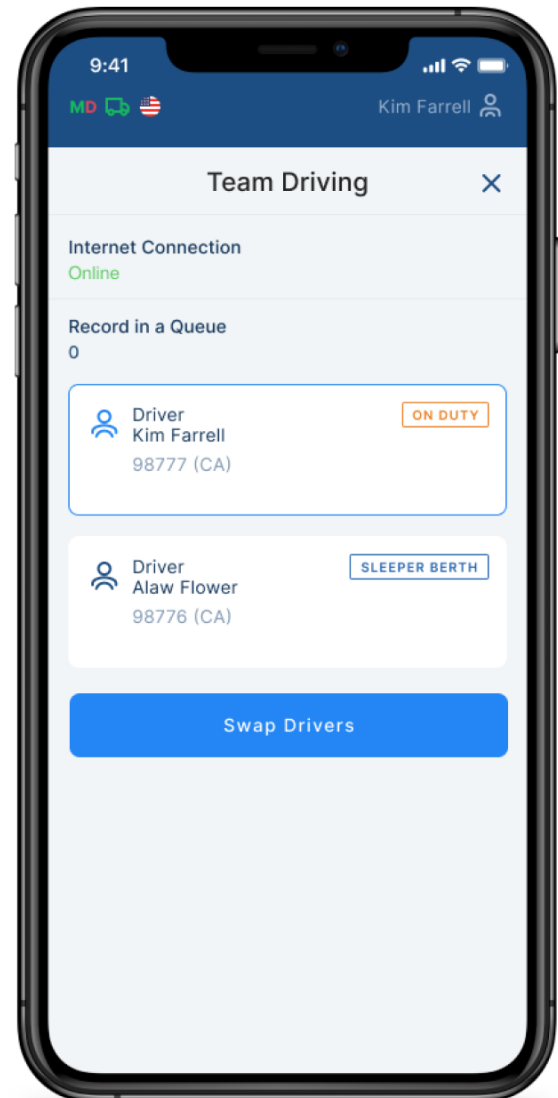 9:41
MD
Kim Farrell
Team Driving
Internet Connection
Online
Record in a Queue
0
Driver
Kim Farrell
98777 (CA)
ON DUTY
Driver
Alaw Flower
98776 (CA)
SLEEPER BERTH
Swap Drivers